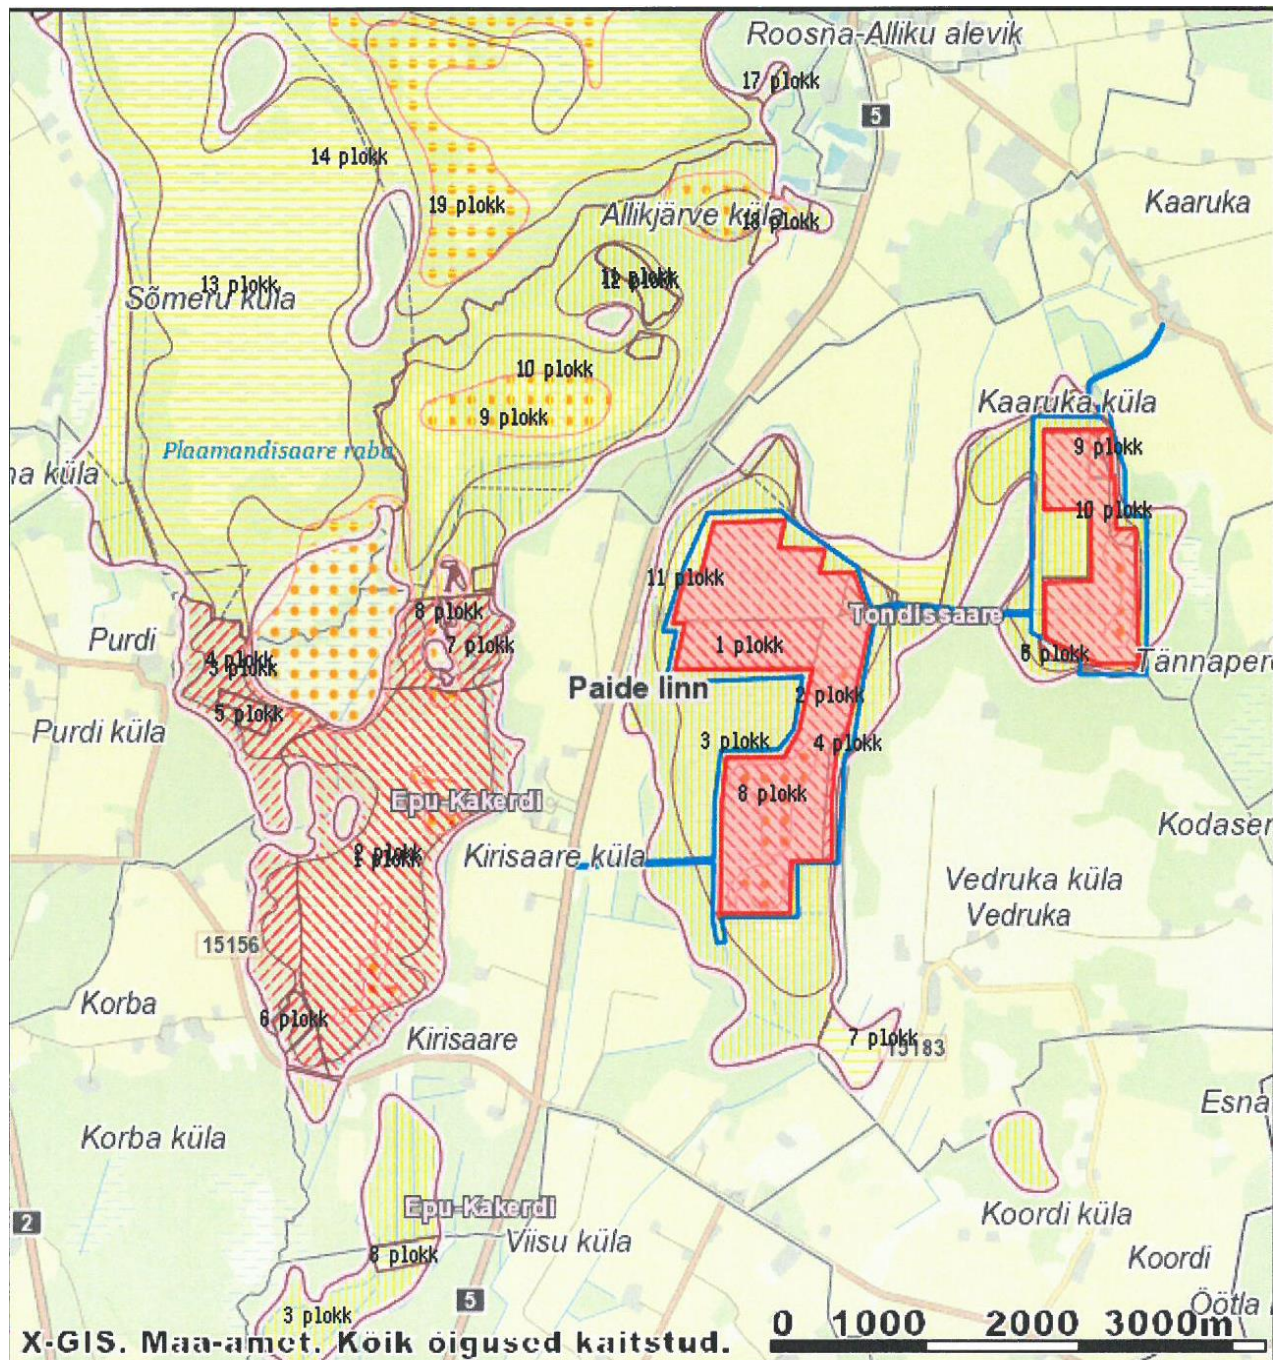 Roosna-Alliku alevik
17 plokk
5
14 plokk
Kaaruka
19 plokk
Allikjärve küla
18 plokk
13 plokk
Sõmeru küla
11 plokk
12 plokk
10 plokk
9 plokk
Kaaruka küla
9 plokk
Plaamandisaare raba
na küla
10 plokk
11 plokk
8 plokk
Tondissaare
Purdi
4 plokk
3 plokk
7 plokk
1 plokk
6 plokk
Tännapere
Paide linn
2 plokk
5 plokk
Purdi küla
3 plokk
4 plokk
8 plokk
Epu-Kakerdi
Kodasem
Kirisaare küla
2 plokk
1 plokk
Vedruka küla
Vedruka
15156
Korba
6 plokk
Kirisaare
7 plokk
15183
Esna
Korba küla
Epu-Kakerdi
Koordi küla
2
Viisu küla
8 plokk
Koordi
5
Öötla
3 plokk
X-GIS. Maa-amet. Kõik õigused kaitstud.
0 1000 2000 3000m